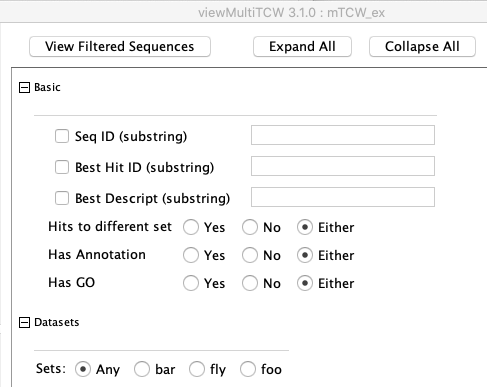 viewMultiTCW 3.1.0 : mTCW_ex
View Filtered Sequences Expand All Collapse All
Basic
Seq ID (substring)
Best Hit ID (substring)
Best Descript (substring)
Hits to different set Yes No Either
Has Annotation Yes No Either
Has GO Yes No Either
Datasets
Sets: Any bar fly foo